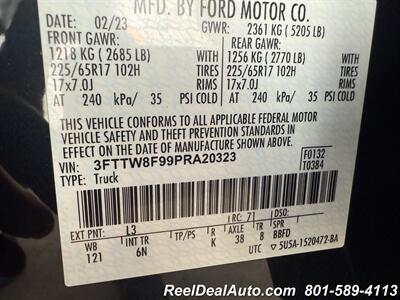 MFD. BY FORD MOTOR CO.
DATE: 02/23 GVWR: 2361 KG ( 5205 LB)
FRONT GAWR: REAR GAWR:
1218 KG ( 2685 LB) WITH 1256 KG ( 2770 LB) WITH
225/65R17 102H TIRES 225/65R17 102H TIRES
17x7.0J RIMS 17x7.0J RIMS
AT 240 kPa/ 35 PSI COLD AT 240 kPa/ 35 PSI COLD
THIS VEHICLE CONFORMS TO ALL APPLICABLE FEDERAL MOTOR
VEHICLE SAFETY AND THEFT PREVENTION STANDARDS IN
EFFECT ON THE DATE OF MANUFACTURE SHOWN ABOVE.
VIN: 3FTTW8F99PRA20323 F0132
TYPE: Truck T0384
EXT PNT: L3 RC: 71 DSO:
WB INT TR TP/PS R AXLE TR SPR
121 6N K 38 8 BBFD
5U5A-1520472-BA
ReelDealAuto.com 801-589-4113